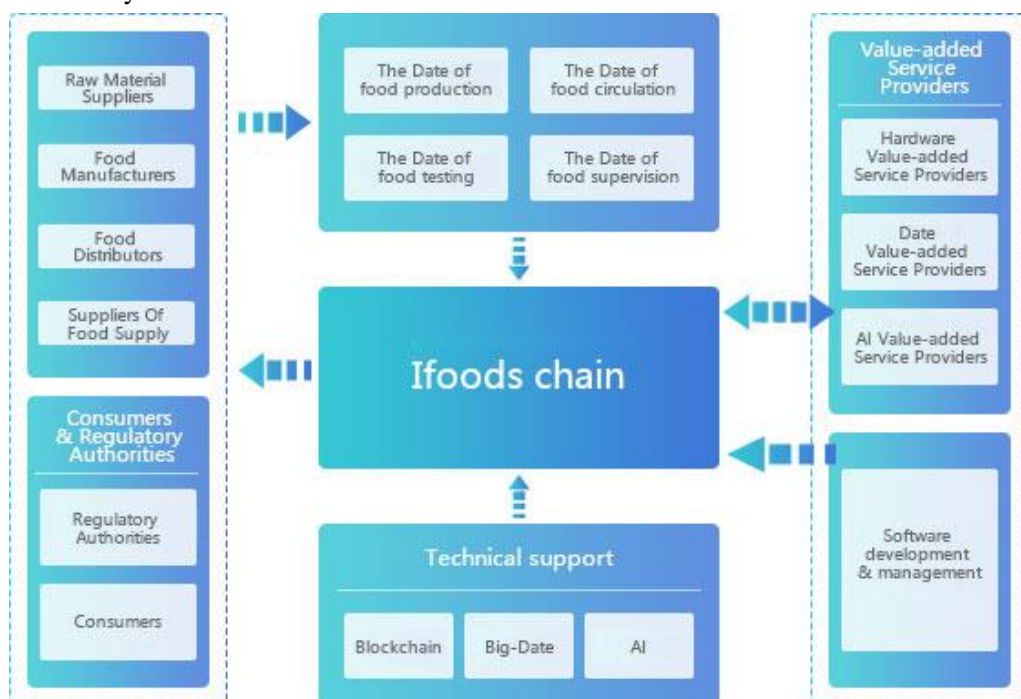 Raw Material
Suppliers
Food
Manufacturers
Food
Distributors
Suppliers Of
Food Supply
Consumers
& Regulatory
Authorities
Regulatory
Authorities
Consumers
The Date of
food production
The Date of
food circulation
The Date of
food testing
The Date of
food supervision
Ifoods chain
Technical support
Blockchain
Big-Date
AI
Value-added
Service
Providers
Hardware
Value-added
Service Providers
Date
Value-added
Service Providers
AI Value-added
Service Providers
Software
development
& management